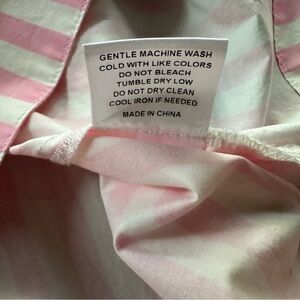 GENTLE MACHINE WASH
COLD WITH LIKE COLORS
DO NOT BLEACH
TUMBLE DRY LOW
DO NOT DRY CLEAN
COOL IRON IF NEEDED
MADE IN CHINA